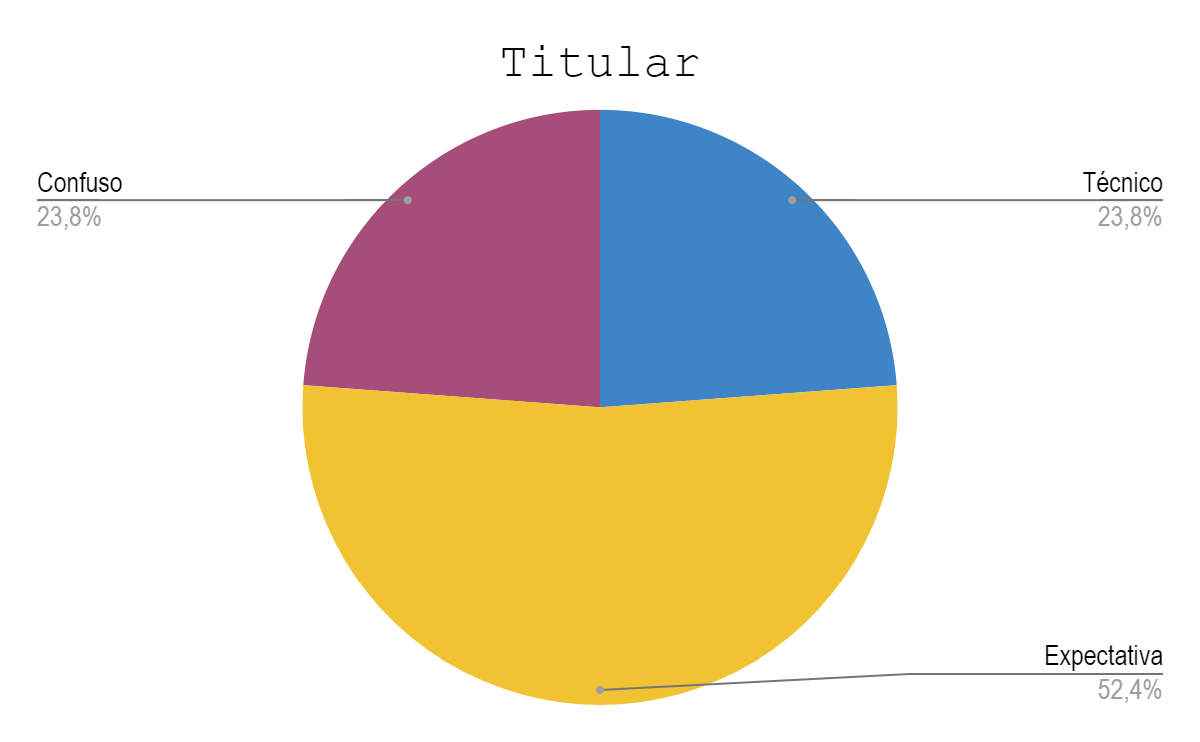 Titular
Confuso
23,8%
Técnico
23,8%
Expectativa
52,4%